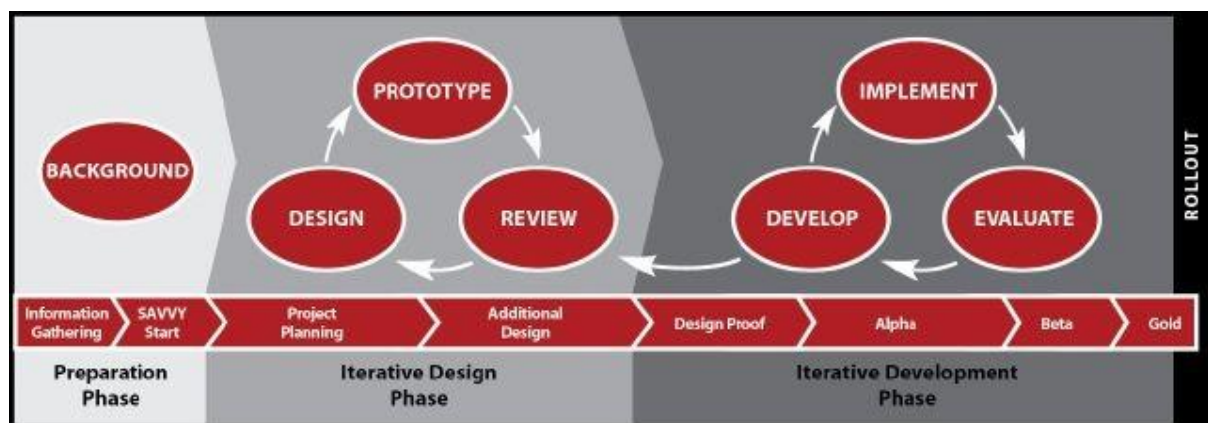 BACKGROUND
PROTOTYPE
DESIGN
REVIEW
IMPLEMENT
DEVELOP
EVALUATE
ROLLOUT
Information
Gathering
SAVVY
Start
Project
Planning
Additional
Design
Design Proof
Alpha
Beta
Gold
Preparation
Phase
Iterative Design
Phase
Iterative Development
Phase